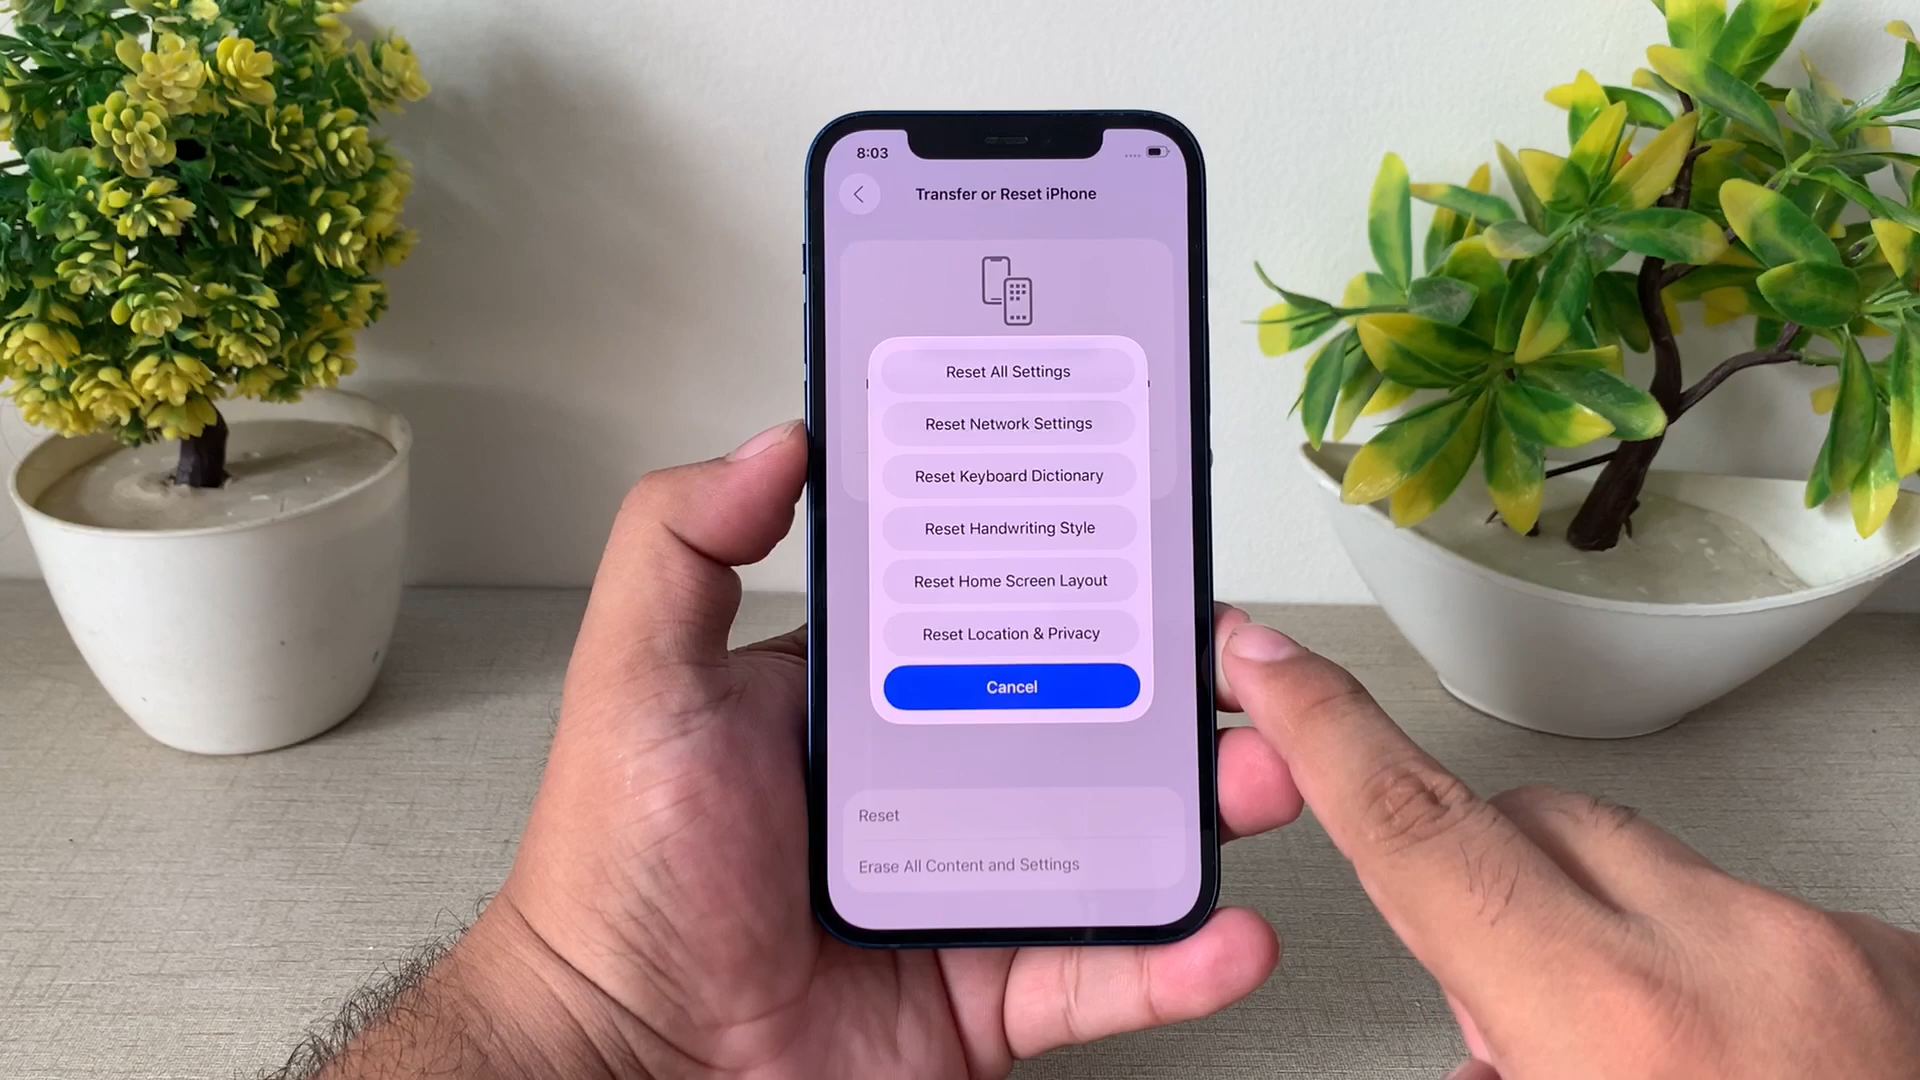 8:03
Transfer or Reset iPhone
Reset All Settings
Reset Network Settings
Reset Keyboard Dictionary
Reset Handwriting Style
Reset Home Screen Layout
Reset Location & Privacy
Cancel
Reset
Erase All Content and Settings